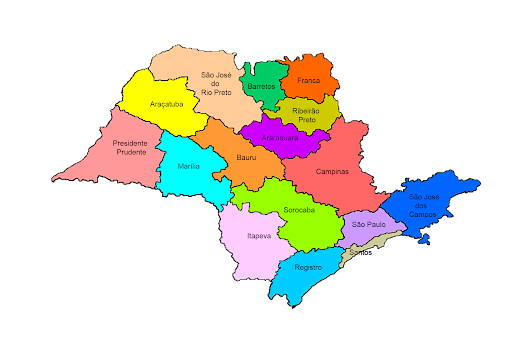 São José
do
Rio Preto
Barretos
Franca
Araçatuba
Ribeirão
Preto
Araraquara
Presidente
Prudente
Marília
Bauru
Campinas
São José
dos
Campos
Sorocaba
São Paulo
Itapeva
Santos
Registro